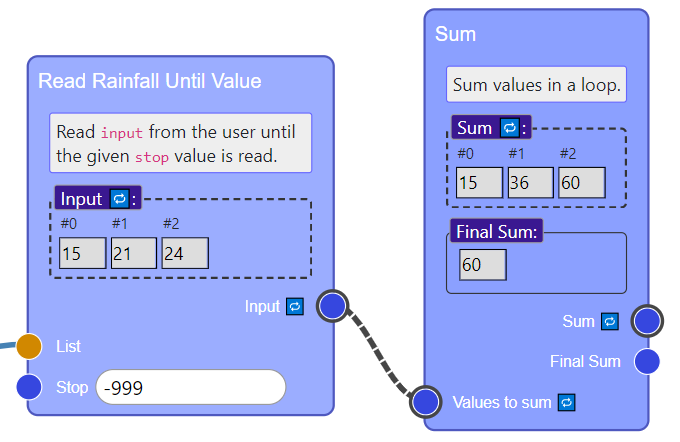 Read Rainfall Until Value
Read input from the user until
the given stop value is read.
Input :
#0 #1 #2
15 21 24
Input
List
Stop -999
Sum
Sum values in a loop.
Sum :
#0 #1 #2
15 36 60
Final Sum:
60
Sum
Final Sum
Values to sum